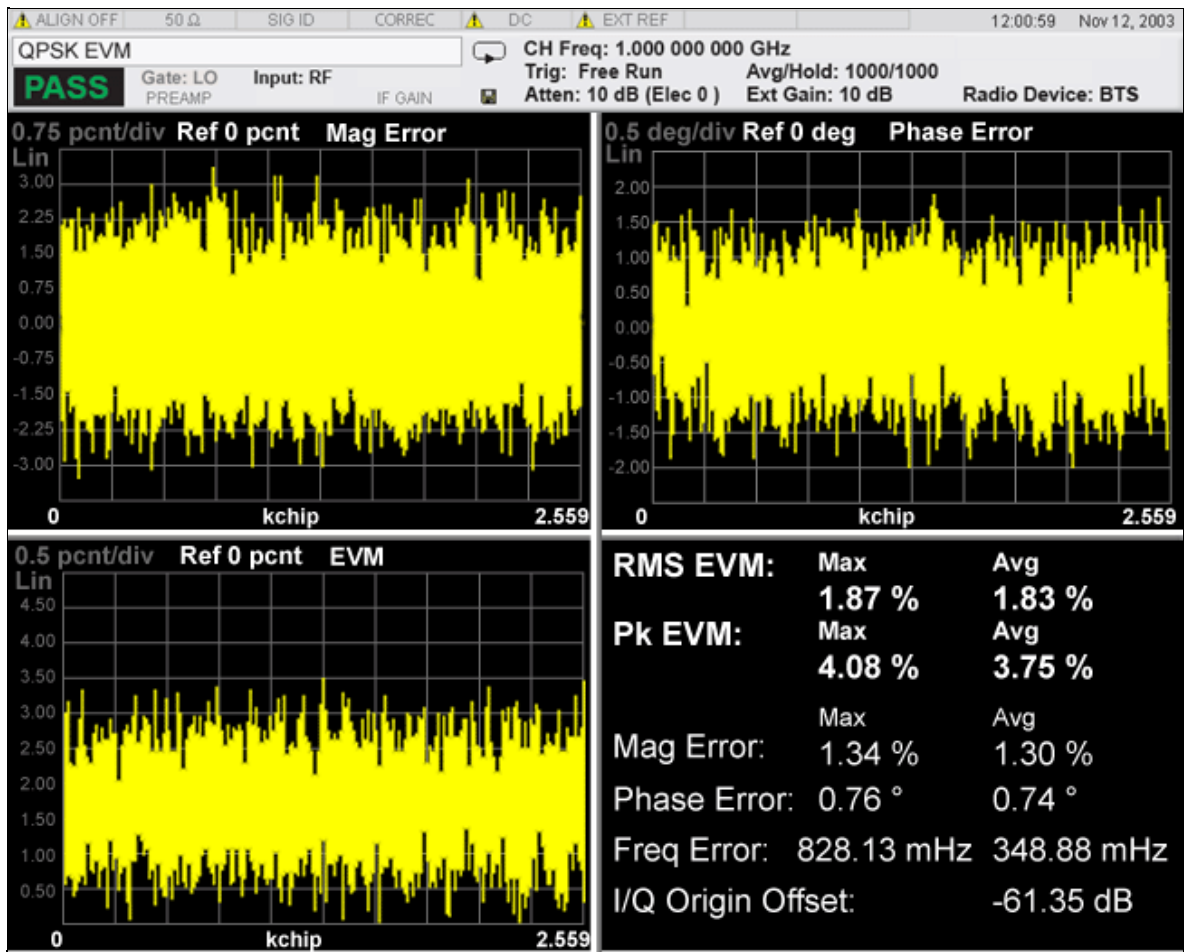 ALIGN OFF 50 Ω SIG ID CORREC DC EXT REF 12:00:59 Nov 12, 2003
QPSK EVM
PASS
Gate: LO Input: RF
PREAMP IF GAIN
CH Freq: 1.000 000 000 GHz
Trig: Free Run Avg/Hold: 1000/1000
Atten: 10 dB (Elec 0 ) Ext Gain: 10 dB Radio Device: BTS
0.75 pcnt/div Ref 0 pcnt Mag Error
Lin
3.00
2.25
1.50
0.75
0.00
-0.75
-1.50
-2.25
-3.00
0 kchip 2.559
0.5 deg/div Ref 0 deg Phase Error
Lin
2.00
1.50
1.00
0.50
0.00
-0.50
-1.00
-1.50
-2.00
0 kchip 2.559
0.5 pcnt/div Ref 0 pcnt EVM
Lin
4.50
4.00
3.50
3.00
2.50
2.00
1.50
1.00
0.50
0 kchip 2.559
RMS EVM: Max Avg
1.87 % 1.83 %
Pk EVM: Max Avg
4.08 % 3.75 %
Max Avg
Mag Error: 1.34 % 1.30 %
Phase Error: 0.76 ° 0.74 °
Freq Error: 828.13 mHz 348.88 mHz
I/Q Origin Offset: -61.35 dB